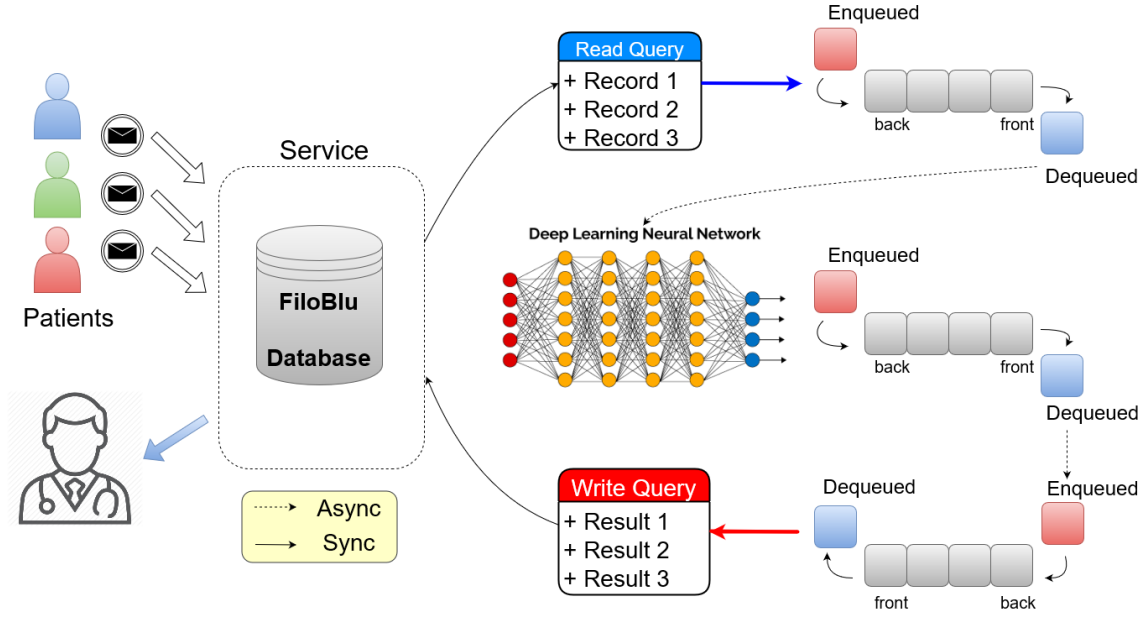 Enqueued
Read Query
+ Record 1
+ Record 2
+ Record 3
back
front
Dequeued
Service
Patients
FiloBlu
Database
Deep Learning Neural Network
Enqueued
back
front
Dequeued
Async
Sync
Write Query
+ Result 1
+ Result 2
+ Result 3
Dequeued
Enqueued
front
back